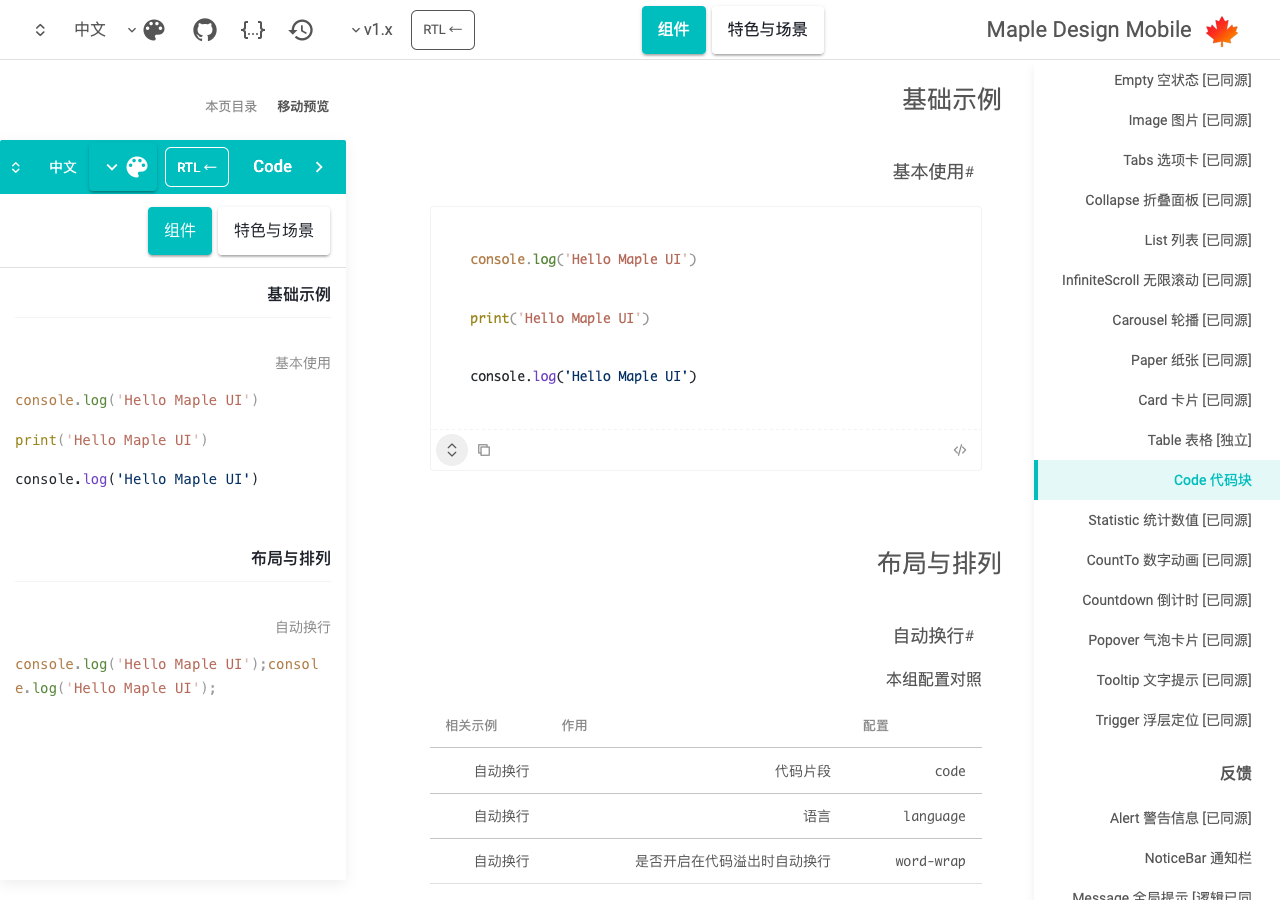 中文
v1.x
RTL ←
组件
特色与场景
Maple Design Mobile
本页目录
移动预览
中文
RTL ←
Code
组件
特色与场景
基础示例
基本使用
console.log('Hello Maple UI')
print('Hello Maple UI')
console.log('Hello Maple UI')
布局与排列
自动换行
console.log('Hello Maple UI');consol
e.log('Hello Maple UI');
基础示例
基本使用#
console.log('Hello Maple UI')
print('Hello Maple UI')
console.log('Hello Maple UI')
布局与排列
自动换行#
本组配置对照
相关示例 作用 配置
自动换行 代码片段 code
自动换行 语言 language
自动换行 是否开启在代码溢出时自动换行 word-wrap
Empty 空状态 [已同源]
Image 图片 [已同源]
Tabs 选项卡 [已同源]
Collapse 折叠面板 [已同源]
List 列表 [已同源]
InfiniteScroll 无限滚动 [已同源]
Carousel 轮播 [已同源]
Paper 纸张 [已同源]
Card 卡片 [已同源]
Table 表格 [独立]
Code 代码块
Statistic 统计数值 [已同源]
CountTo 数字动画 [已同源]
Countdown 倒计时 [已同源]
Popover 气泡卡片 [已同源]
Tooltip 文字提示 [已同源]
Trigger 浮层定位 [已同源]
反馈
Alert 警告信息 [已同源]
NoticeBar 通知栏
Message 全局提示 [逻辑已同